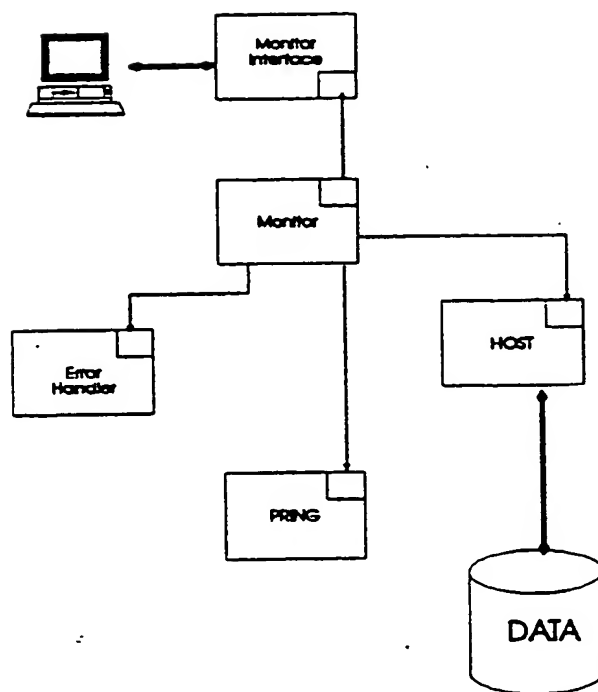 Monitor
Interface
Monitor
HOST
Error
Handler
PRING
DATA